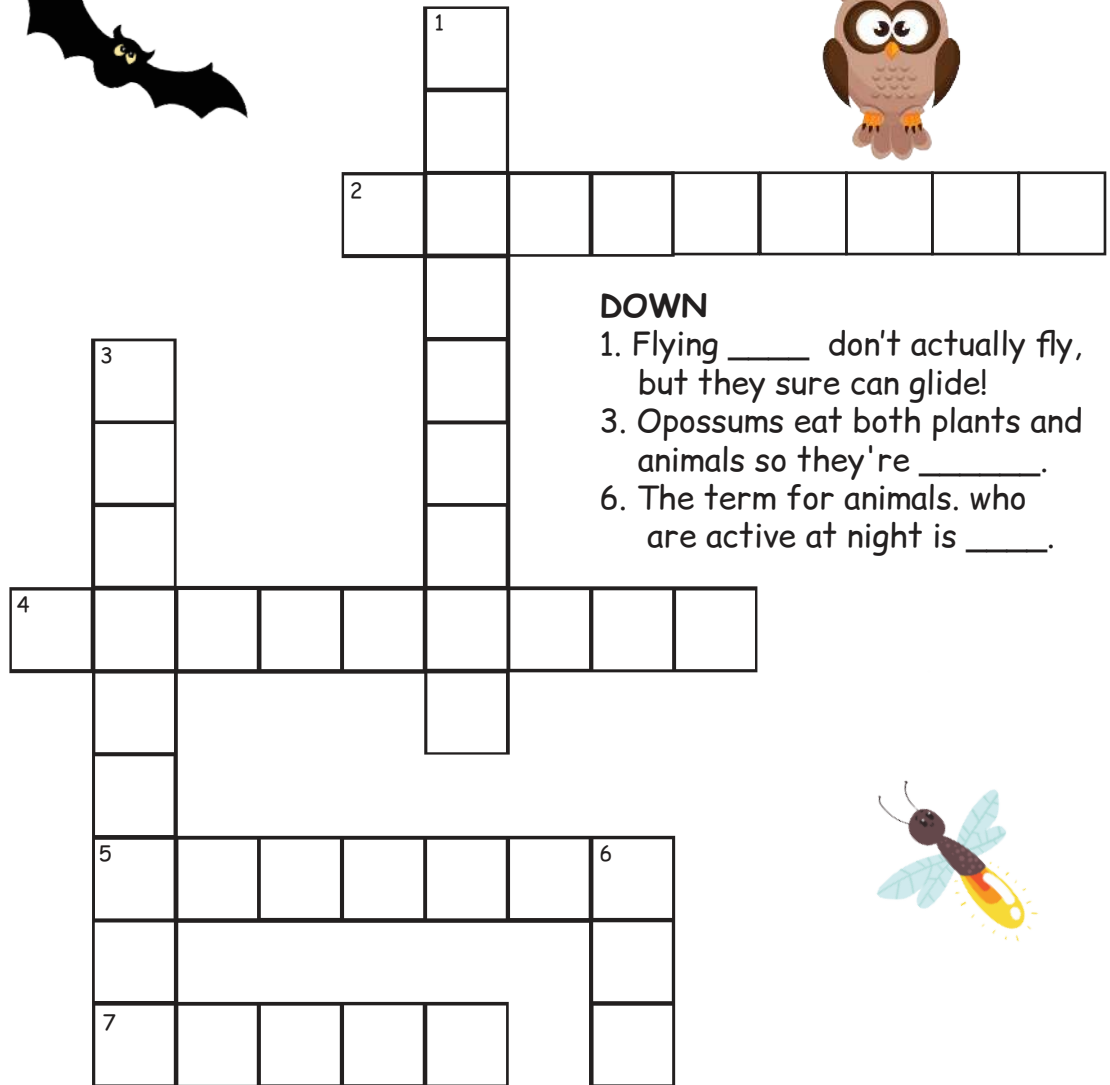 1
2
DOWN
1. Flying ____ don't actually fly,
but they sure can glide!
3
3. Opossums eat both plants and
animals so they're ______.
6. The term for animals. who
are active at night is ____.
4
5
6
7